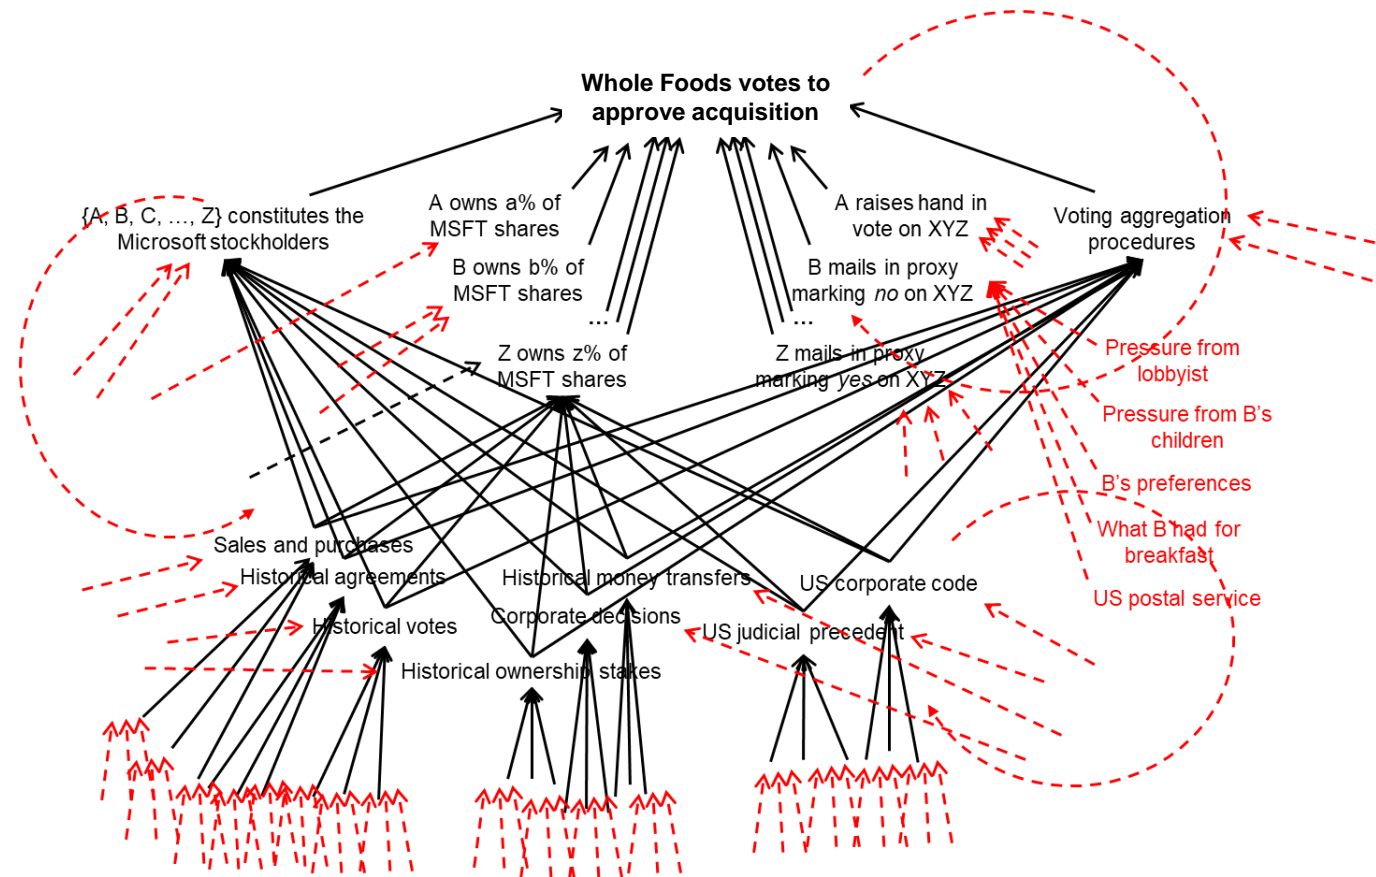 Whole Foods votes to
approve acquisition
{A, B, C, …, Z} constitutes the
Microsoft stockholders
A owns a% of
MSFT shares
B owns b% of
MSFT shares
...
Z owns z% of
MSFT shares
A raises hand in
vote on XYZ
B mails in proxy
marking no on XYZ
...
Z mails in proxy
marking yes on XYZ
Voting aggregation
procedures
Pressure from
lobbyist
Pressure from B’s
children
B’s preferences
What B had for
breakfast
US postal service
Sales and purchases
Historical agreements
Historical votes
Historical ownership stakes
Historical money transfers
Corporate decisions
US corporate code
US judicial precedent